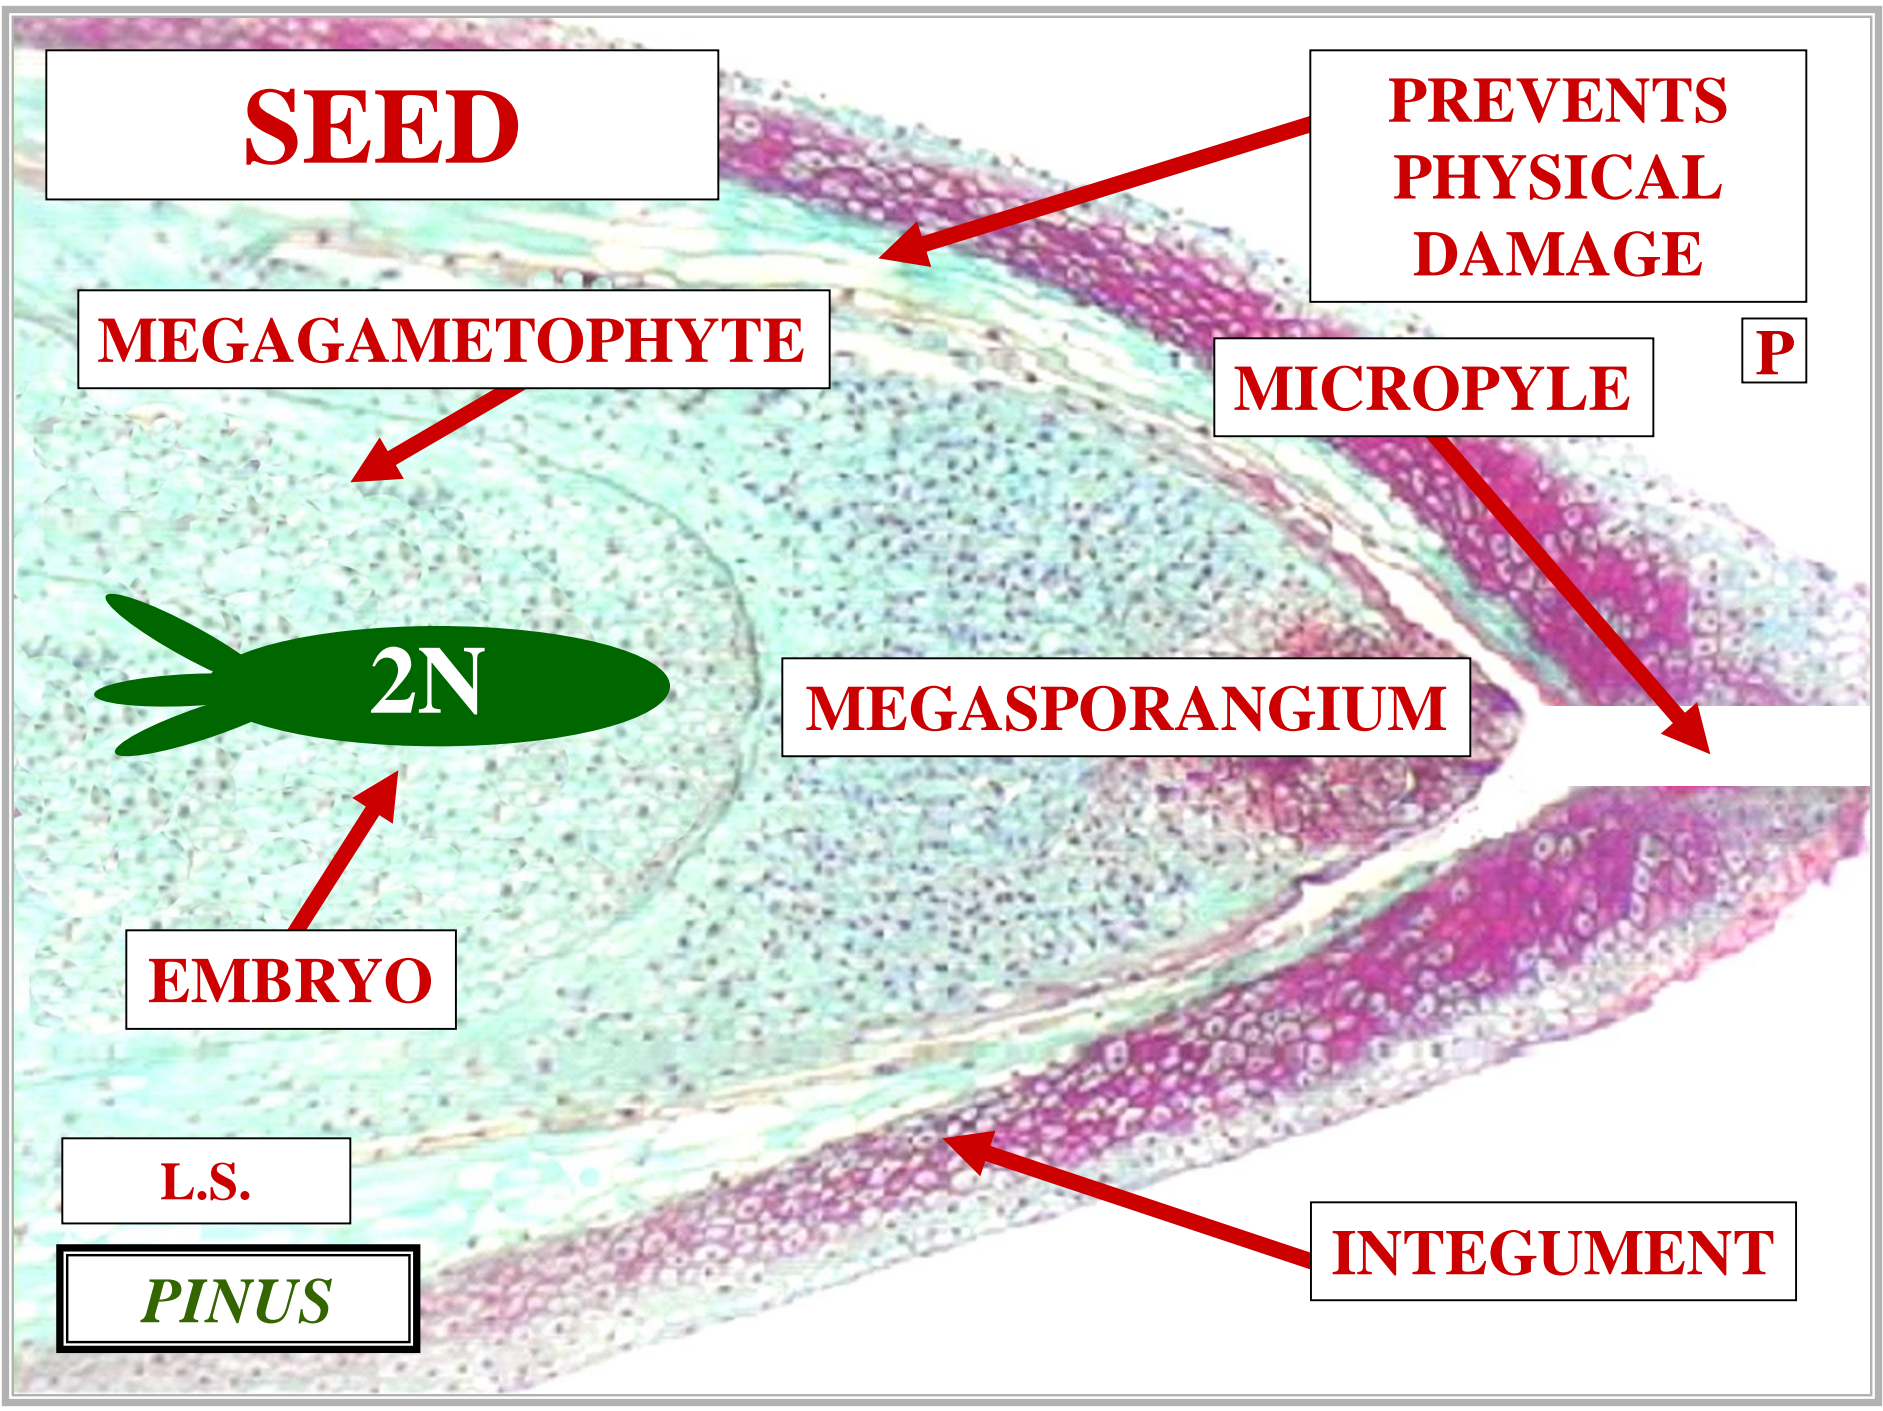 SEED
PREVENTS
PHYSICAL
DAMAGE
MEGAGAMETOPHYTE
P
MICROPYLE
2N
MEGASPORANGIUM
EMBRYO
L.S.
INTEGUMENT
PINUS